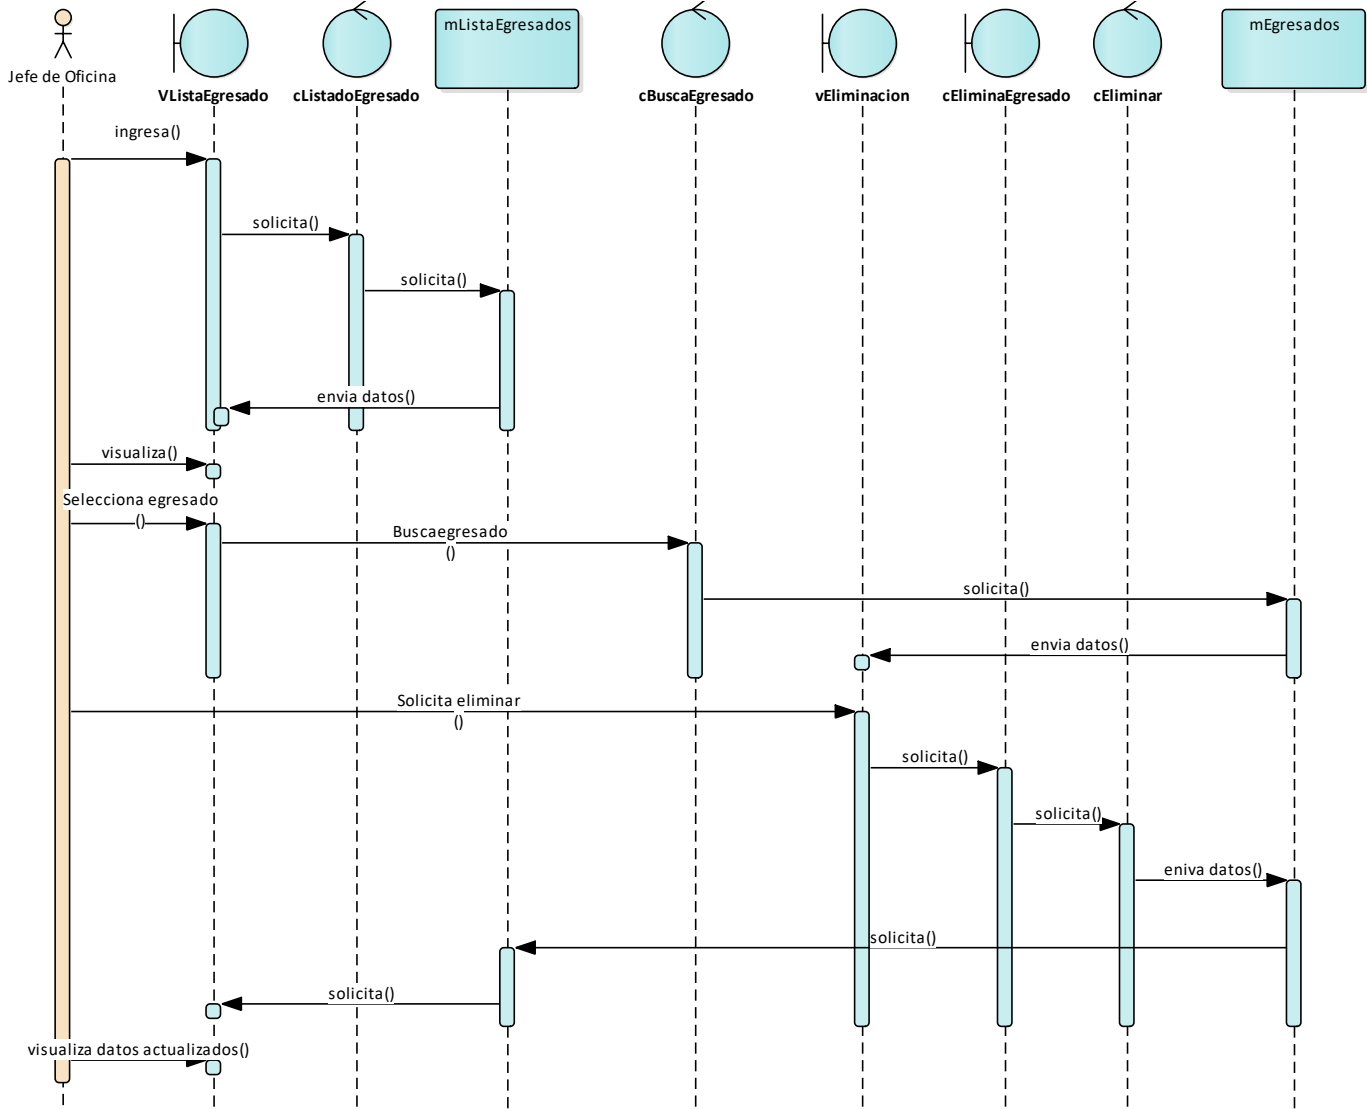 mListaEgresados
mEgresados
Jefe de Oficina
VListaEgresado
cListadoEgresado
cBuscaEgresado
vEliminacion
cEliminaEgresado
cEliminar
ingresa()
solicita()
solicita()
envia datos()
visualiza()
Selecciona egresado
()
Buscaegresado
()
solicita()
envia datos()
Solicita eliminar
()
solicita()
solicita()
eniva datos()
solicita()
solicita()
visualiza datos actualizados()